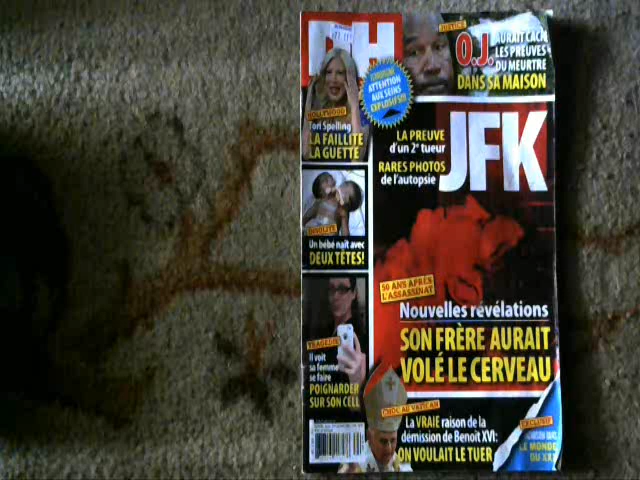 JUSTICE
O.J. AURAIT CACHÉ
LES PREUVES
DU MEURTRE
DANS SA MAISON
ATTENTION
AUX SEINS
EXPLOSIFS!!!
HOLLYWOOD
Tori Spelling
LA FAILLITE
LA GUETTE
LA PREUVE
d'un 2e tueur
RARES PHOTOS
de l'autopsie
JFK
INSOLITE
Un bébé naît avec
DEUX TÊTES!
50 ANS APRÈS
L'ASSASSINAT
Nouvelles révélations
SON FRÈRE AURAIT
VOLÉ LE CERVEAU
TRAGÉDIE
Il voit
sa femme
se faire
POIGNARDER
SUR SON CELL
CHOC AU VATICAN
La VRAIE raison de la
démission de Benoit XVI:
ON VOULAIT LE TUER
EXCLUSIF
LE MONDE